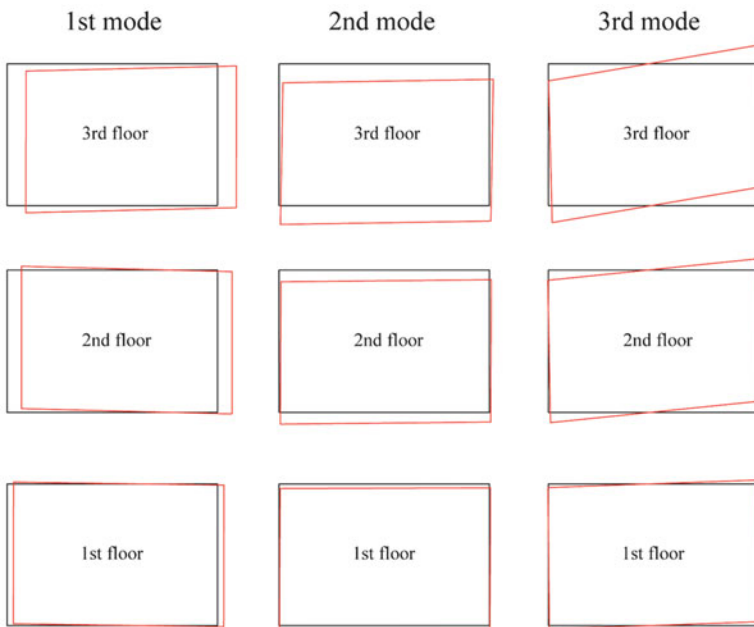 1st mode 2nd mode 3rd mode
3rd floor 3rd floor 3rd floor
2nd floor 2nd floor 2nd floor
1st floor 1st floor 1st floor